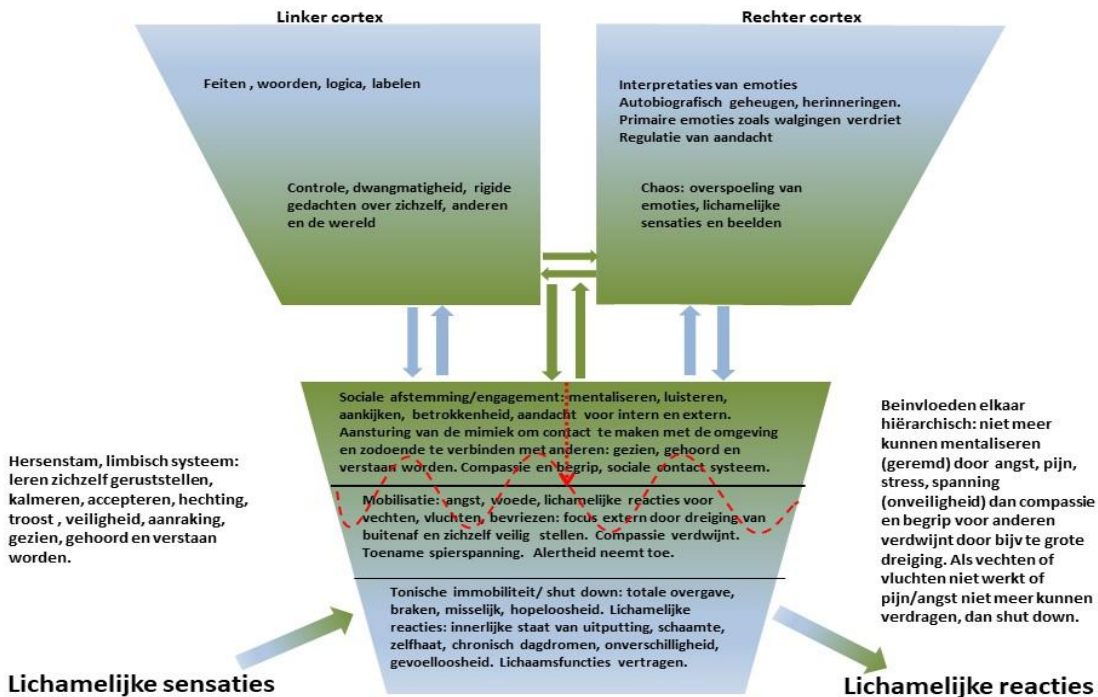 Linker cortex
Rechter cortex
Feiten , woorden, logica, labelen
Controle, dwangmatigheid, rigide
gedachten over zichzelf, anderen
en de wereld
Interpretaties van emoties
Autobiografisch geheugen, herinneringen.
Primaire emoties zoals walgingen verdriet
Regulatie van aandacht
Chaos: overspoeling van
emoties, lichamelijke
sensaties en beelden
Hersenstam, limbisch systeem:
leren zichzelf geruststellen,
kalmeren, accepteren, hechting,
troost , veiligheid, aanraking,
gezien, gehoord en verstaan
worden.
Sociale afstemming/engagement: mentaliseren, luisteren,
aankijken, betrokkenheid, aandacht voor intern en extern.
Aansturing van de mimiek om contact te maken met de omgeving
en zodoende te verbinden met anderen: gezien, gehoord en
verstaan worden. Compassie en begrip, sociale contact systeem.
Mobilisatie: angst, woede, lichamelijke reacties voor
vechten, vluchten, bevriezen: focus extern door dreiging van
buitenaf en zichzelf veilig stellen. Compassie verdwijnt.
Toename spierspanning. Alertheid neemt toe.
Tonische immobiliteit/ shut down: totale overgave,
braken, misselijk, hopeloosheid. Lichamelijke
reacties: innerlijke staat van uitputting, schaamte,
zelfhaat, chronisch dagdromen, onverschilligheid,
gevoelloosheid. Lichaamsfuncties vertragen.
Beinvloeden elkaar
hiërarchisch: niet meer
kunnen mentaliseren
(geremd) door angst, pijn,
stress, spanning
(onveiligheid) dan compassie
en begrip voor anderen
verdwijnt door bijv te grote
dreiging. Als vechten of
vluchten niet werkt of
pijn/angst niet meer kunnen
verdragen, dan shut down.
Lichamelijke sensaties
Lichamelijke reacties